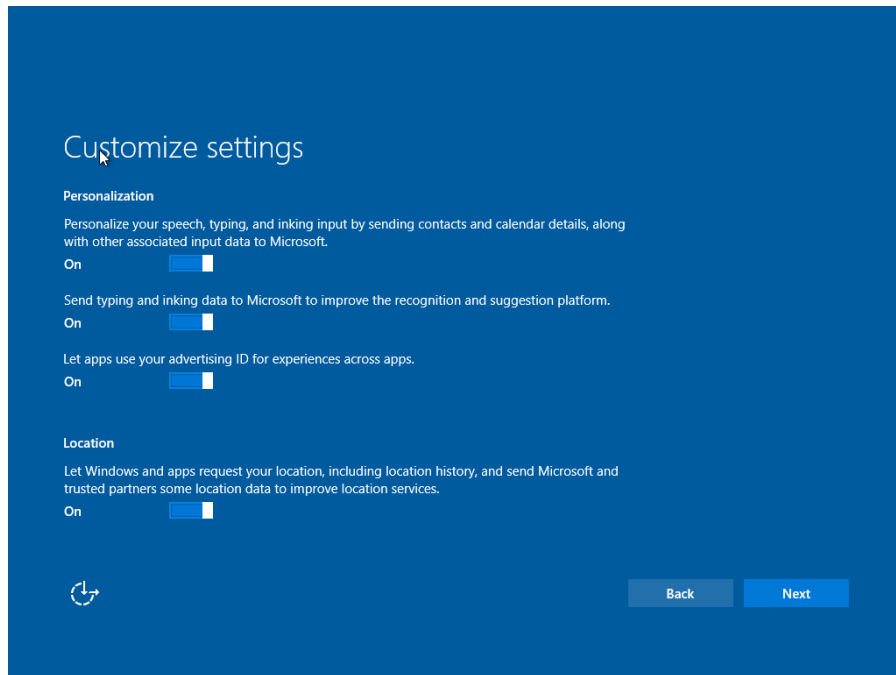 Customize settings
Personalization
Personalize your speech, typing, and inking input by sending contacts and calendar details, along
with other associated input data to Microsoft.
On
Send typing and inking data to Microsoft to improve the recognition and suggestion platform.
On
Let apps use your advertising ID for experiences across apps.
On
Location
Let Windows and apps request your location, including location history, and send Microsoft and
trusted partners some location data to improve location services.
On
Back
Next